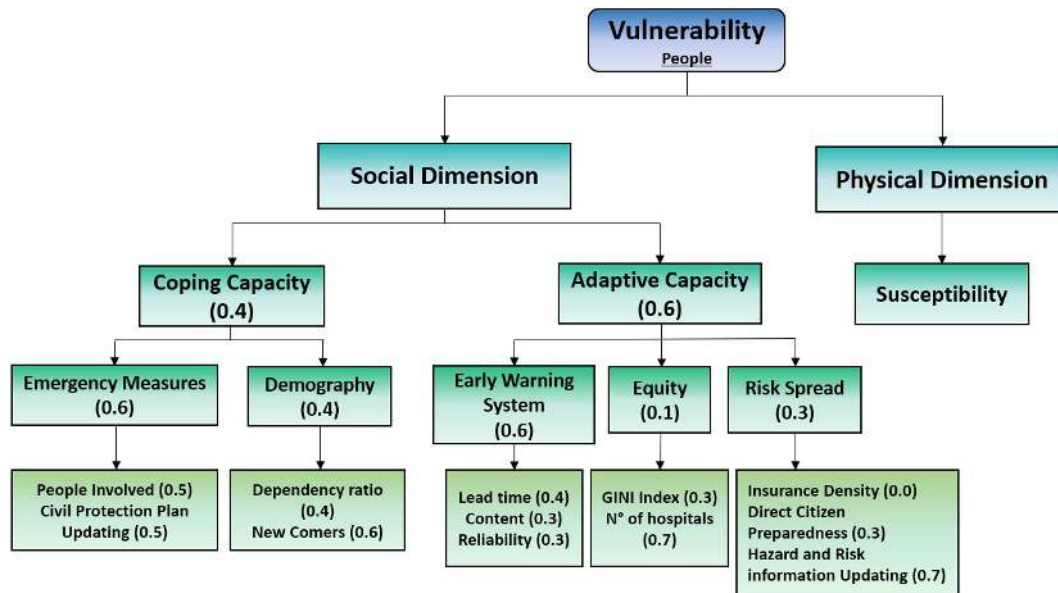 Vulnerability
People
Social Dimension
Physical Dimension
Coping Capacity
(0.4)
Adaptive Capacity
(0.6)
Susceptibility
Emergency Measures
(0.6)
Demography
(0.4)
Early Warning
System
(0.6)
Equity
(0.1)
Risk Spread
(0.3)
People Involved (0.5)
Civil Protection Plan
Updating (0.5)
Dependency ratio
(0.4)
New Comers (0.6)
Lead time (0.4)
Content (0.3)
Reliability (0.3)
GINI Index (0.3)
N° of hospitals
(0.7)
Insurance Density (0.0)
Direct Citizen
Preparedness (0.3)
Hazard and Risk
information Updating (0.7)